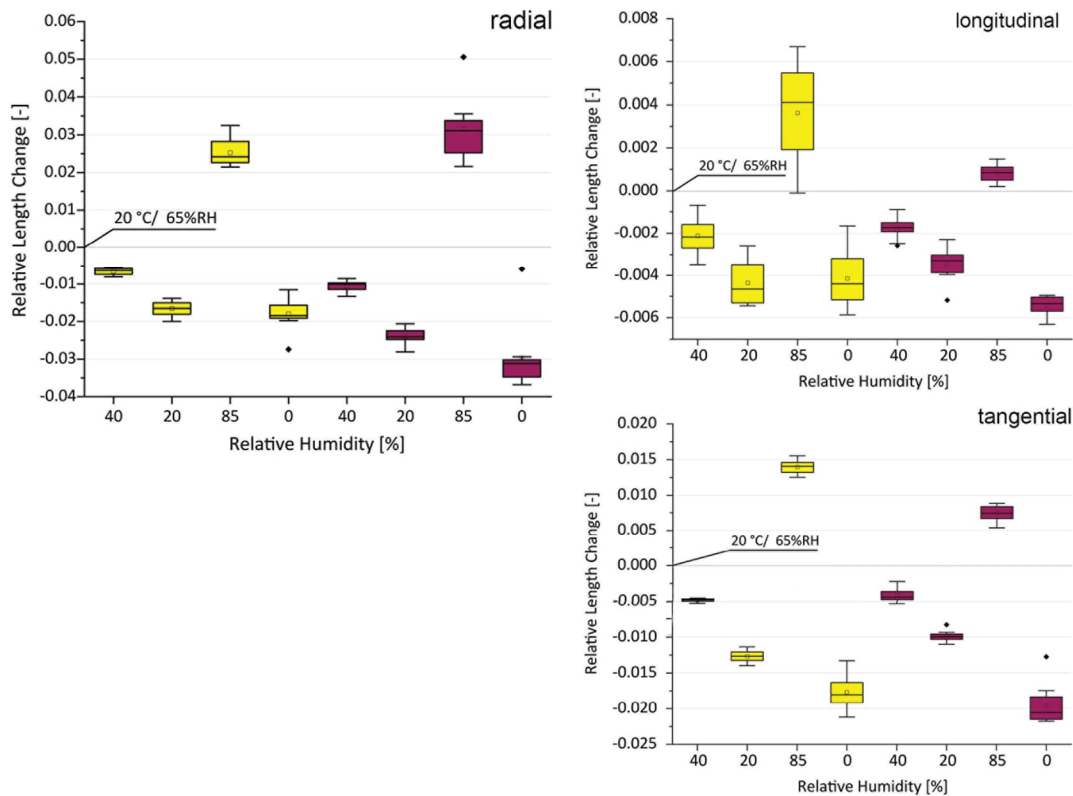 radial
0.06
0.05
0.04
0.03
0.02
0.01
0.00
-0.01
-0.02
-0.03
-0.04
Relative Length Change [-]
20 °C/ 65%RH
40 20 85 0 40 20 85 0
Relative Humidity [%]
longitudinal
0.008
0.006
0.004
0.002
0.000
-0.002
-0.004
-0.006
Relative Length Change [-]
20 °C/ 65%RH
40 20 85 0 40 20 85 0
Relative Humidity [%]
tangential
0.020
0.015
0.010
0.005
0.000
-0.005
-0.010
-0.015
-0.020
-0.025
Relative Length Change [-]
20 °C/ 65%RH
40 20 85 0 40 20 85 0
Relative Humidity [%]